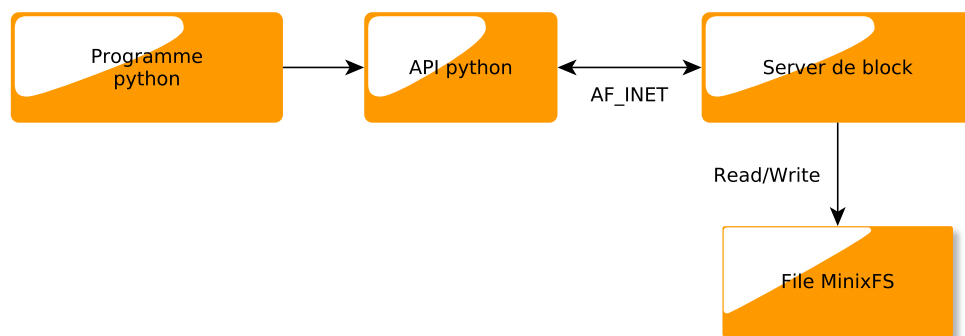 Programme
python
API python
AF_INET
Server de block
Read/Write
File MinixFS